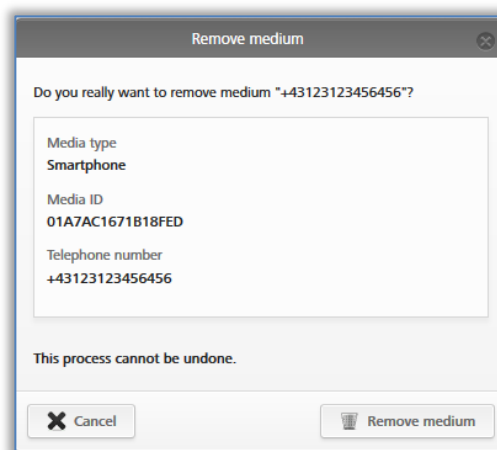 Remove medium
Do you really want to remove medium "+43123123456456"?
Media type
Smartphone
Media ID
01A7AC1671B18FED
Telephone number
+43123123456456
This process cannot be undone.
Cancel
Remove medium